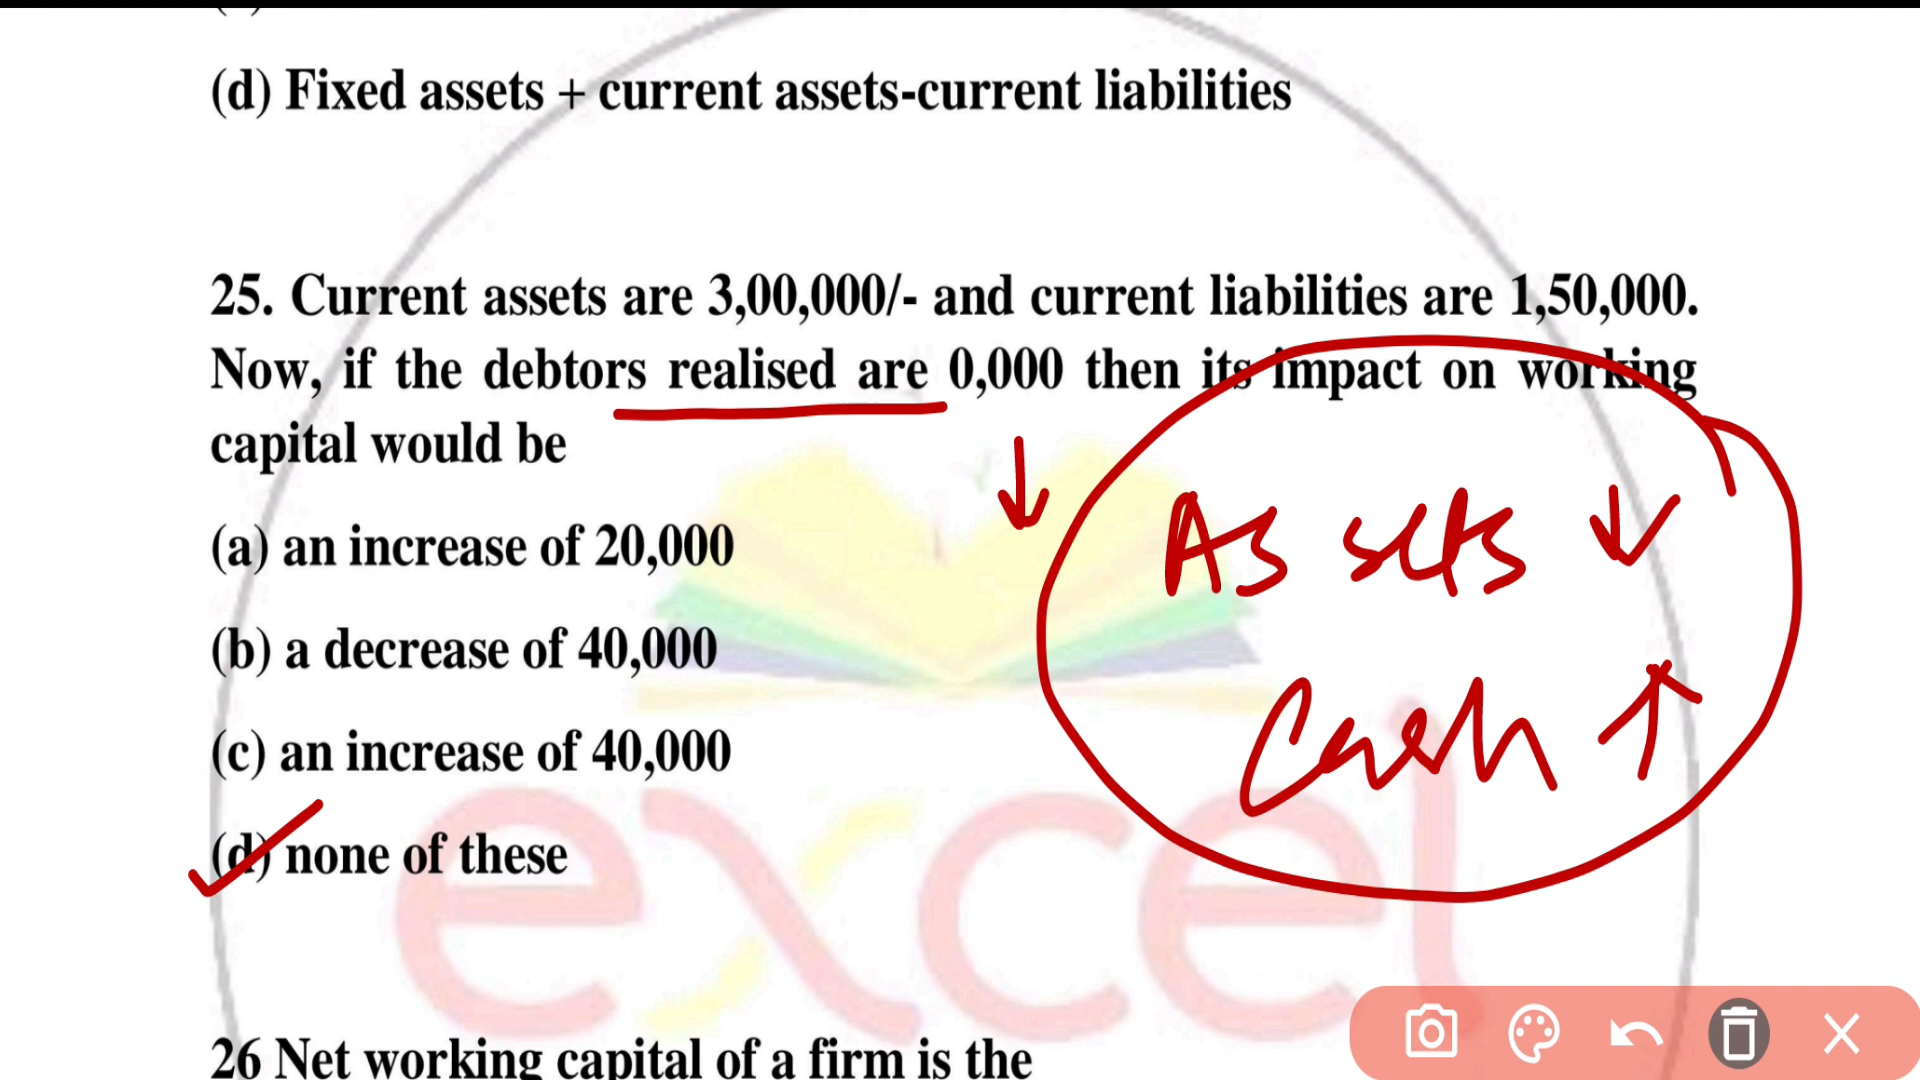 (d) Fixed assets + current assets-current liabilities
25. Current assets are 3,00,000/- and current liabilities are 1,50,000.
Now, if the debtors realised are 0,000 then its impact on working
capital would be
Assets ↓
(a) an increase of 20,000
(b) a decrease of 40,000
Cash ↑
(c) an increase of 40,000
(d) none of these
excel
26 Net working capital of a firm is the